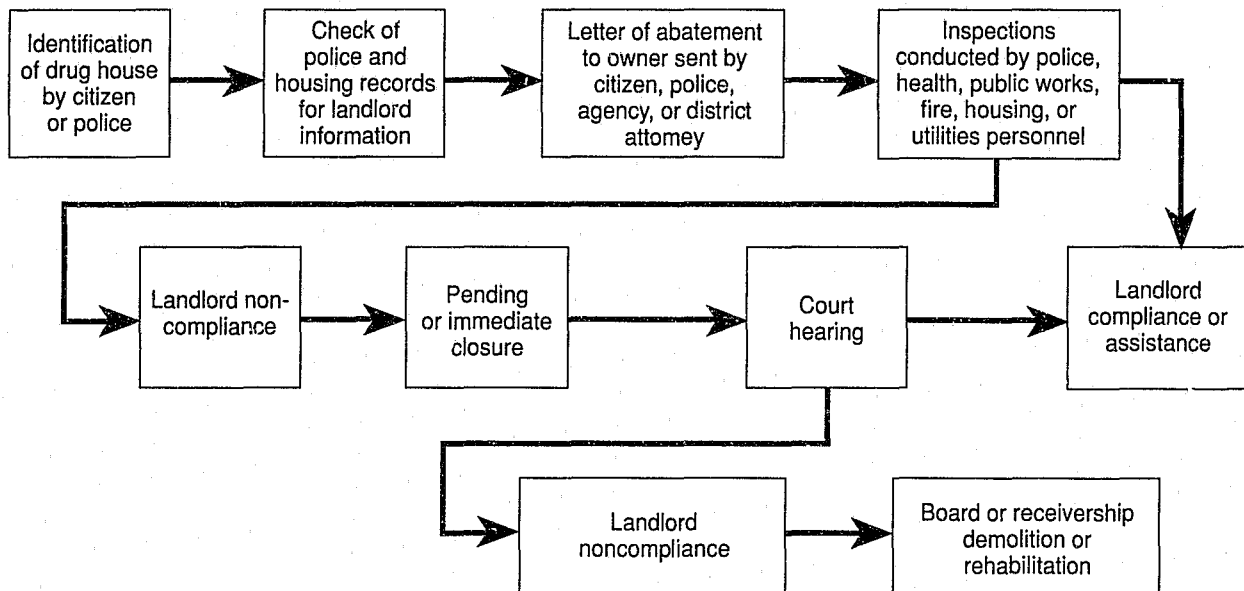 Identification
of drug house
by citizen
or police
Check of
police and
housing records
for landlord
information
Letter of abatement
to owner sent by
citizen, police,
agency, or district
attomey
Inspections
conducted by police,
health, public works,
fire, housing, or
utilities personnel
Landlord non-
compliance
Pending
or immediate
closure
Court
hearing
Landlord
compliance or
assistance
Landlord
noncompliance
Board or receivership
demolition or
rehabilitation